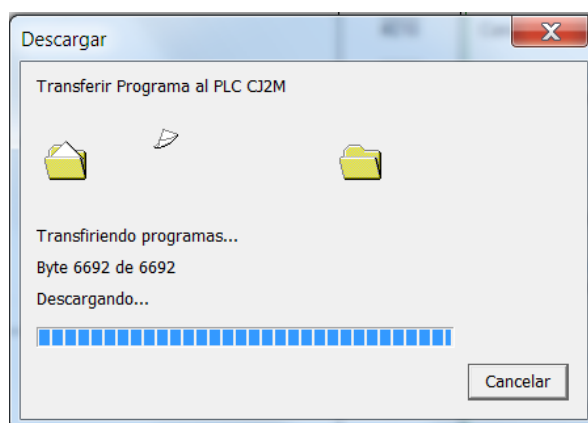 Descargar
Transferir Programa al PLC CJ2M
Transfiriendo programas...
Byte 6692 de 6692
Descargando...
Cancelar